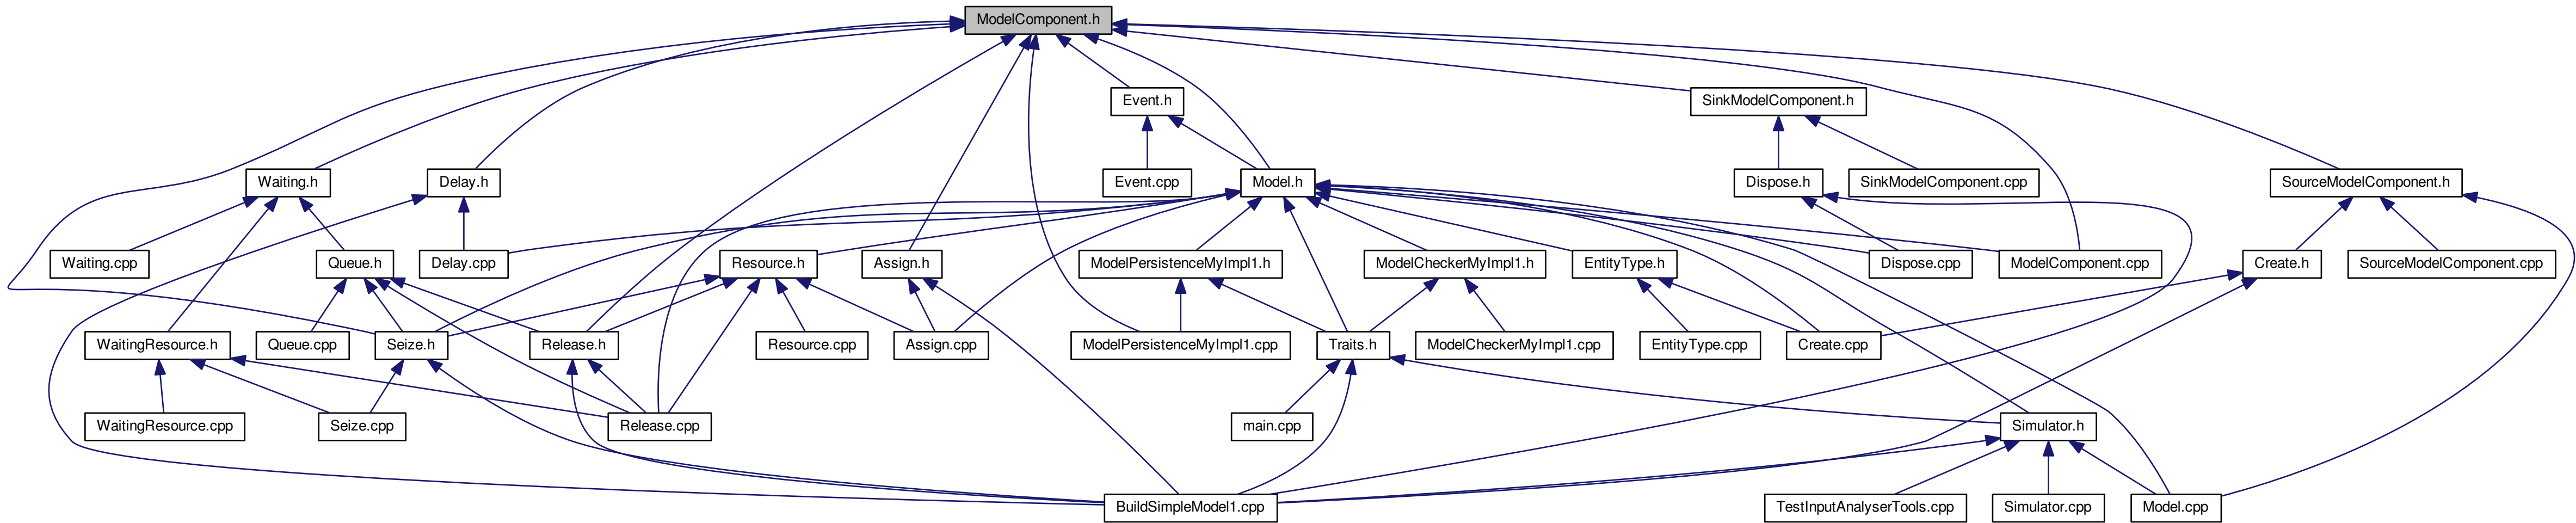 ModelComponent.h
Event.h
SinkModelComponent.h
Waiting.h
Delay.h
Event.cpp
Model.h
Dispose.h
SinkModelComponent.cpp
SourceModelComponent.h
Waiting.cpp
Queue.h
Delay.cpp
Resource.h
Assign.h
ModelPersistenceMyImpl1.h
ModelCheckerMyImpl1.h
EntityType.h
Dispose.cpp
ModelComponent.cpp
Create.h
SourceModelComponent.cpp
WaitingResource.h
Queue.cpp
Seize.h
Release.h
Resource.cpp
Assign.cpp
ModelPersistenceMyImpl1.cpp
Traits.h
ModelCheckerMyImpl1.cpp
EntityType.cpp
Create.cpp
WaitingResource.cpp
Seize.cpp
Release.cpp
main.cpp
Simulator.h
BuildSimpleModel1.cpp
TestInputAnalyserTools.cpp
Simulator.cpp
Model.cpp